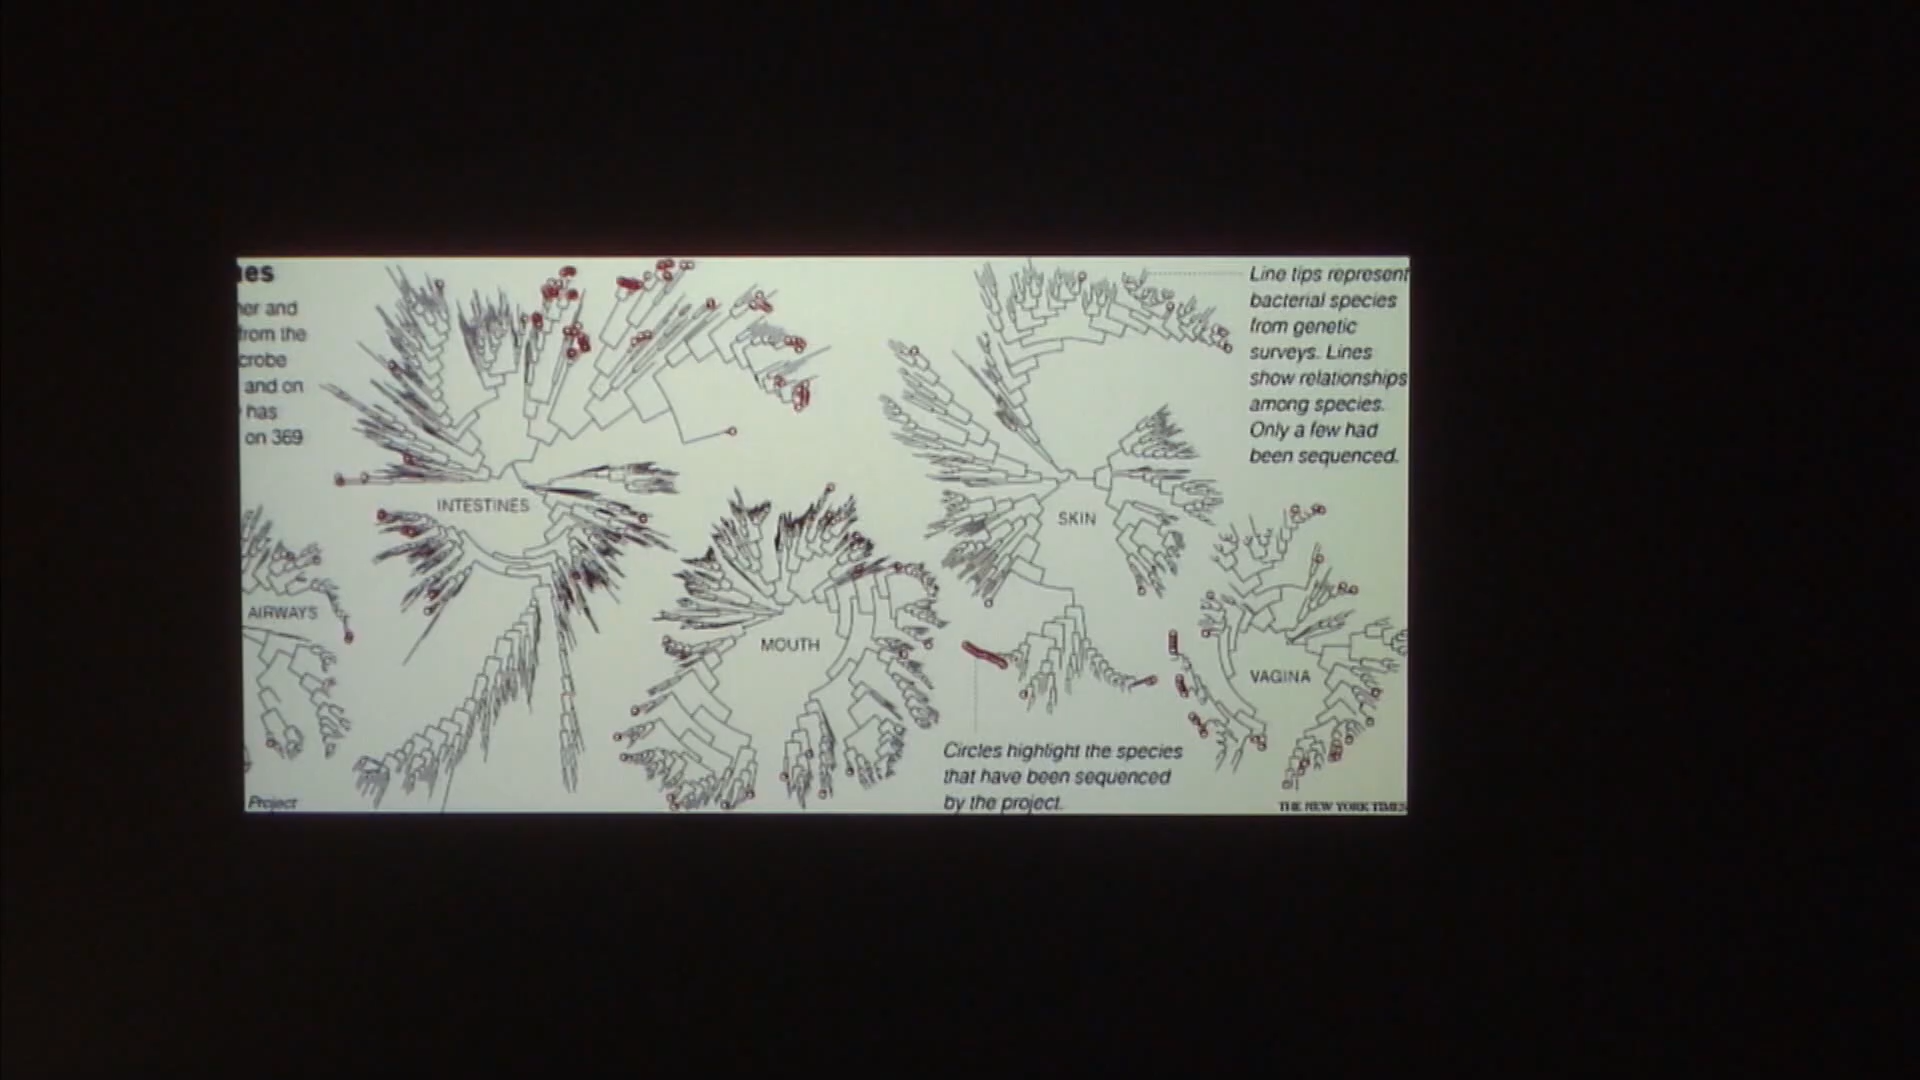 es
er and
from the
crobe
and on
has
on 369
Line tips represent
bacterial species
from genetic
surveys. Lines
show relationships
among species.
Only a few had
been sequenced.
INTESTINES
SKIN
AIRWAYS
MOUTH
VAGINA
Circles highlight the species
that have been sequenced
by the project.
Project
THE NEW YORK TIMES